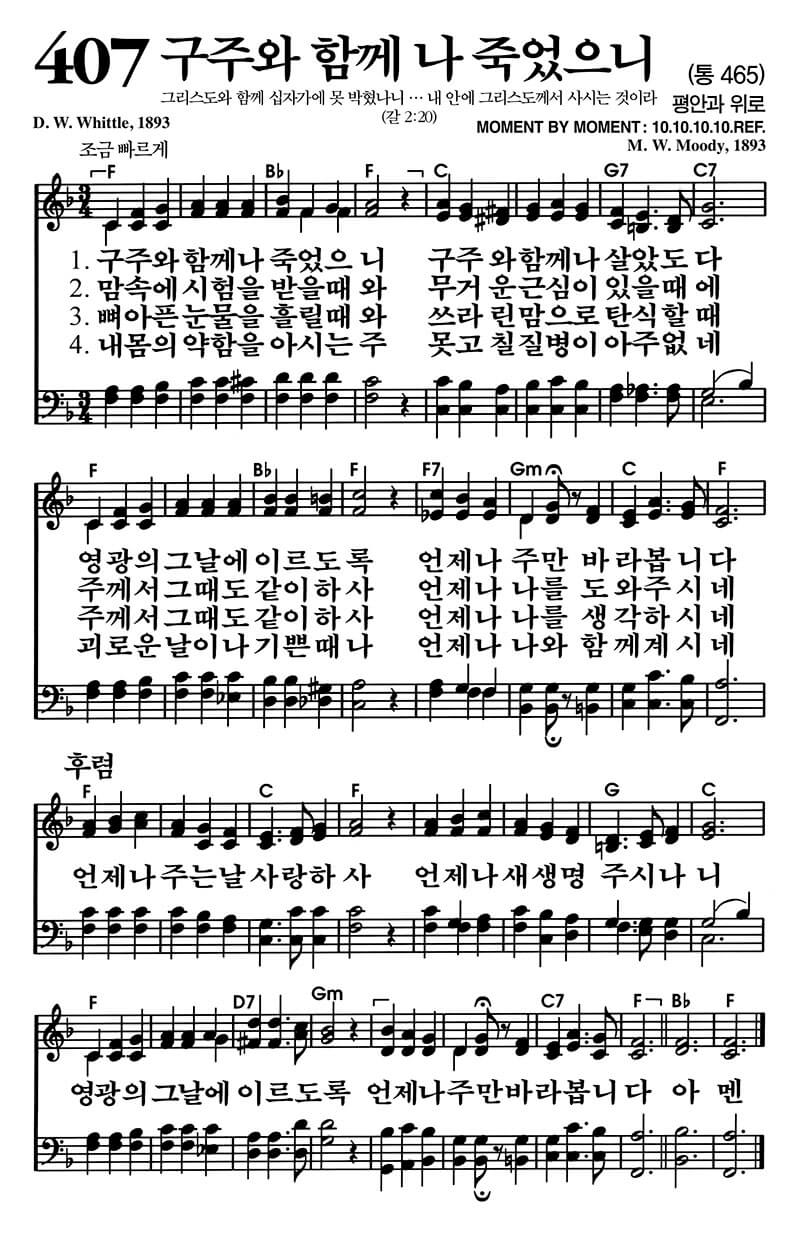 407 구주와 함께 나 죽었으니 (통 465)
그리스도와 함께 십자가에 못 박혔나니 … 내 안에 그리스도께서 사시는 것이라
(갈 2:20)
평안과 위로
D. W. Whittle, 1893
MOMENT BY MOMENT : 10.10.10.10.REF.
조금 빠르게
M. W. Moody, 1893
F B♭ F C G7 C7
1. 구주와 함께나 죽었으 니 구주 와함께나 살았도 다
2. 맘속에 시험을 받을때 와 무거 운근심이 있을때 에
3. 뼈아픈 눈물을 흘릴때 와 쓰라 린맘으로 탄식할 때
4. 내몸의 약함을 아시는 주 못고 칠질병이 아주없 네
F B♭ F F7 Gm C F
영광의 그날에 이르도 록 언제나 주만 바라봅니다
주께서 그때도 같이하 사 언제나 나를 도와주시네
주께서 그때도 같이하 사 언제나 나를 생각하시네
괴로운 날이나 기쁜때 나 언제나 나와 함께계시네
후렴
F C F G C
언제나 주는날 사랑하 사 언제나 새생명 주시나 니
F D7 Gm C7 F B♭ F
영광의 그날에 이르도록 언제나 주만바라봅니다 아 멘